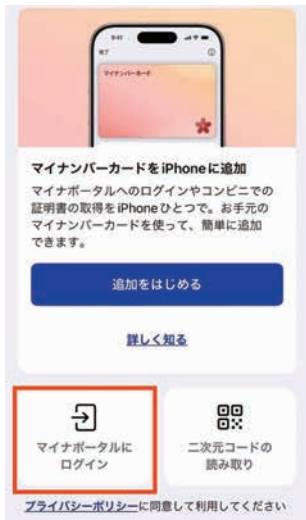 9:41
完了
マイナンバーカード
マイナンバーカードをiPhoneに追加
マイナポータルへのログインやコンビニでの
証明書の取得をiPhoneひとつで。お手元の
マイナンバーカードを使って、簡単に追加
できます。
追加をはじめる
詳しく知る
マイナポータルに
ログイン
二次元コードの
読み取り
プライバシーポリシーに同意して利用してください